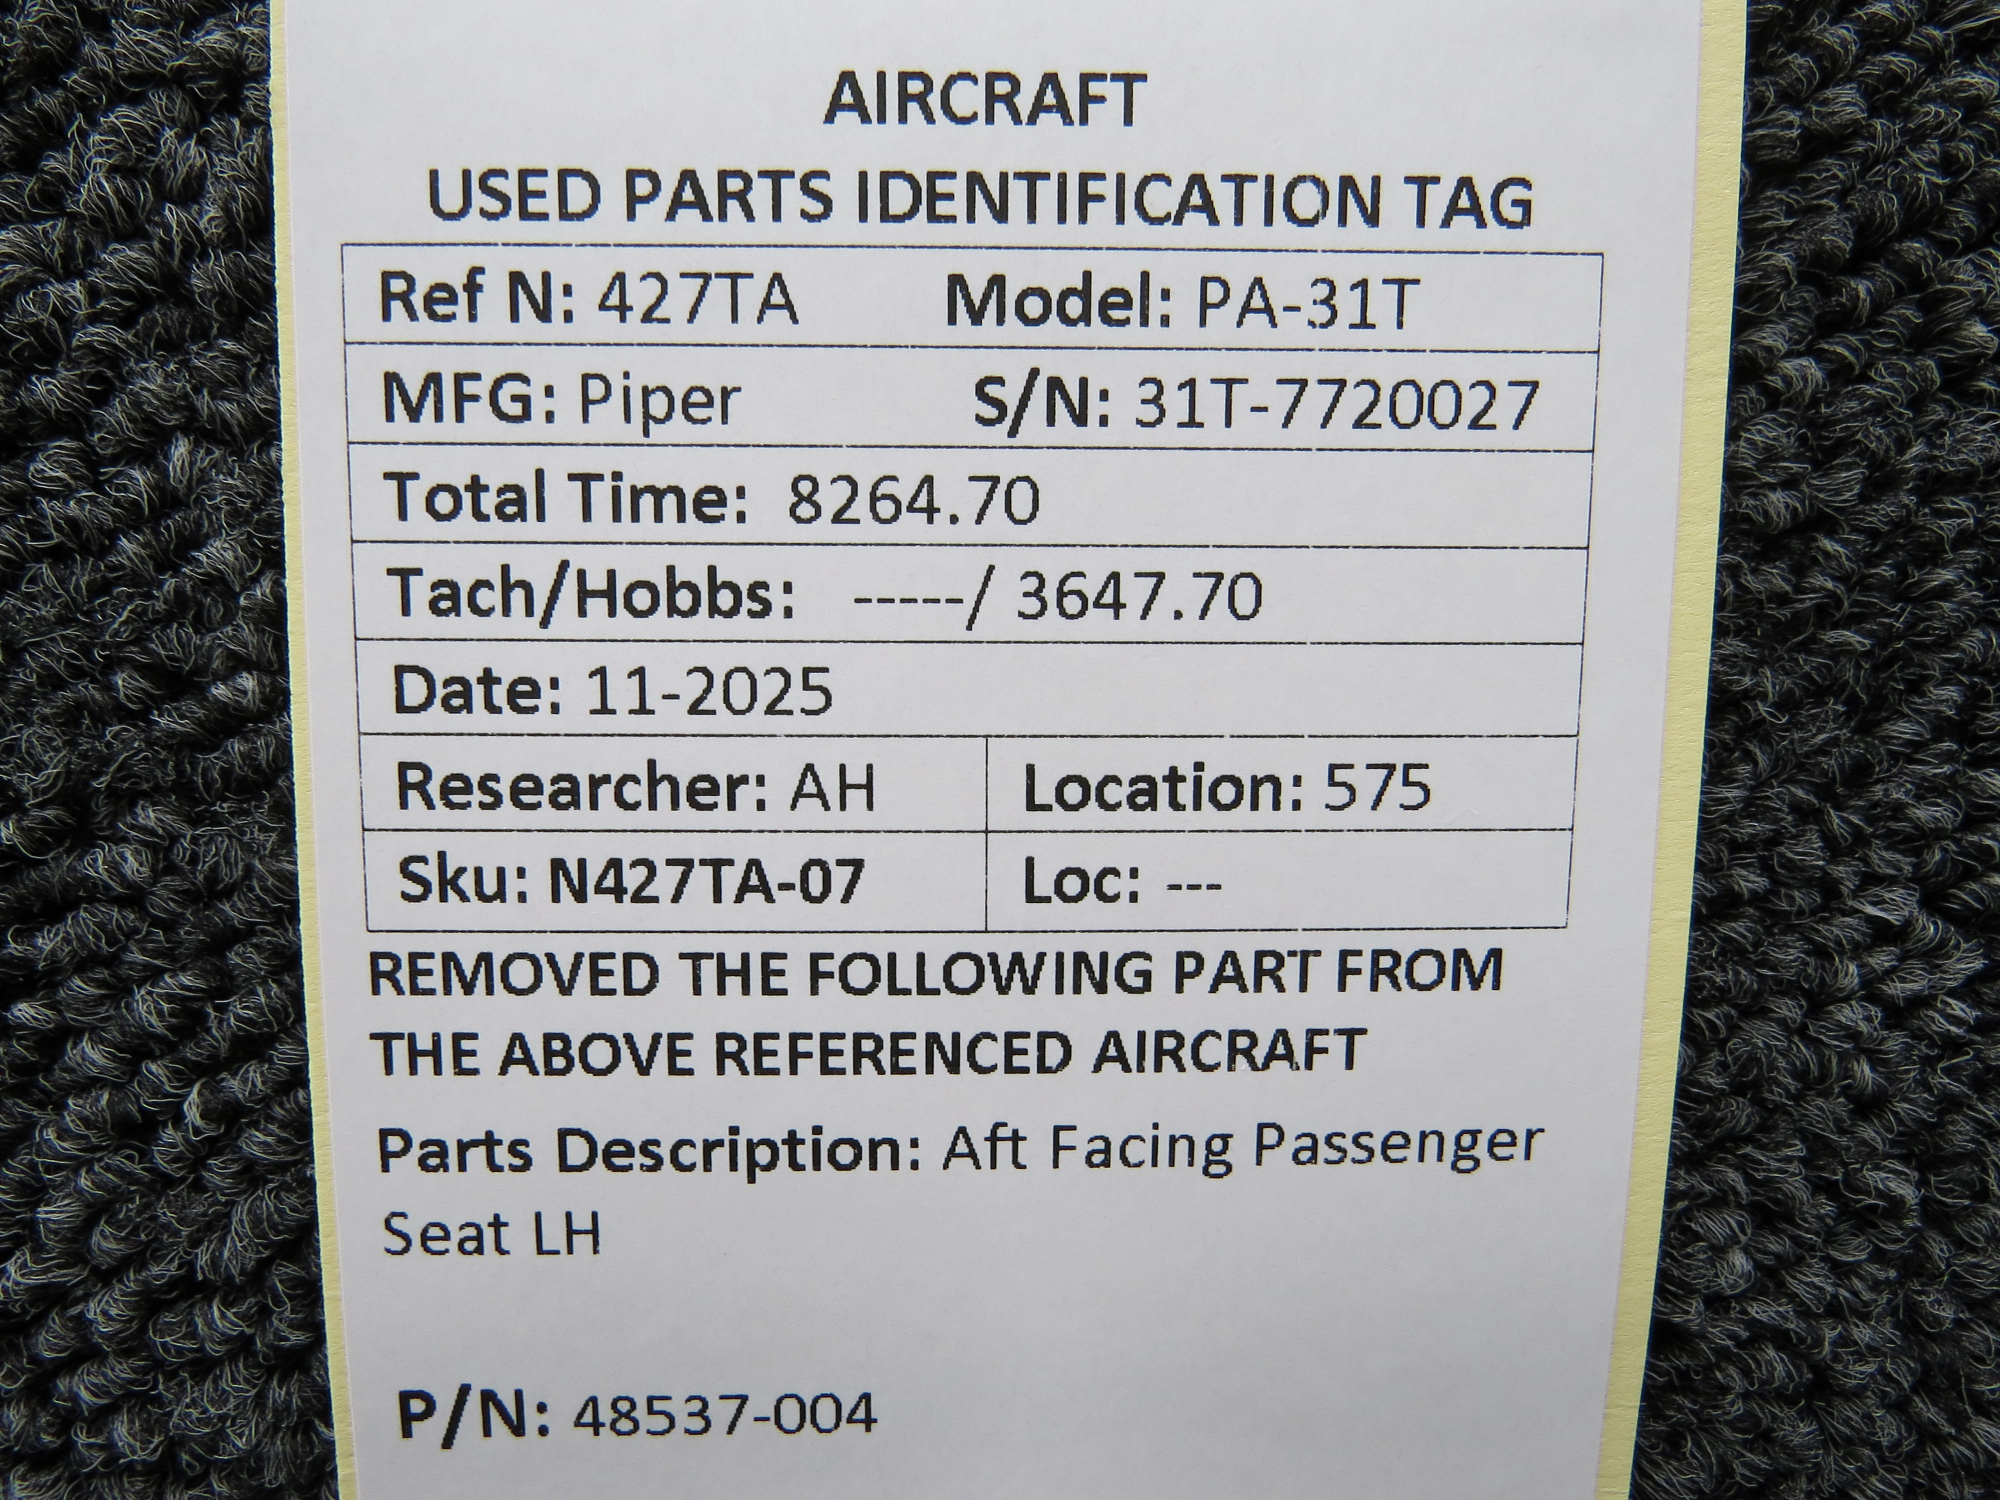 AIRCRAFT
USED PARTS IDENTIFICATION TAG
Ref N: 427TA Model: PA-31T
MFG: Piper S/N: 31T-7720027
Total Time: 8264.70
Tach/Hobbs: -----/ 3647.70
Date: 11-2025
Researcher: AH Location: 575
Sku: N427TA-07 Loc: ---
REMOVED THE FOLLOWING PART FROM
THE ABOVE REFERENCED AIRCRAFT
Parts Description: Aft Facing Passenger
Seat LH
P/N: 48537-004